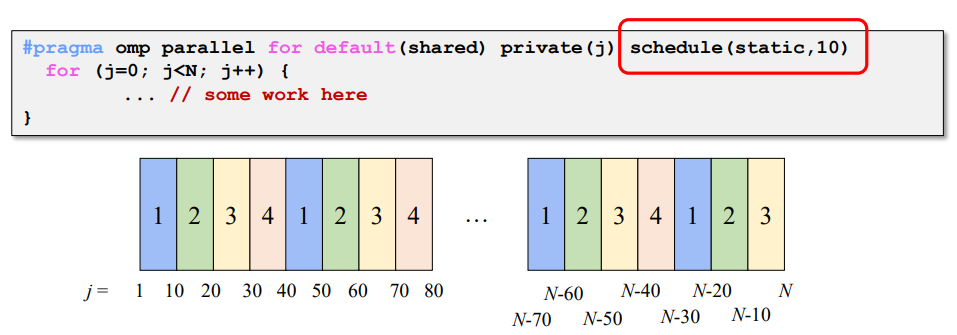 #pragma omp parallel for default(shared) private(j) schedule(static,10)
for (j=0; j<N; j++) {
... // some work here
}
1 2 3 4 1 2 3 4 ... 1 2 3 4 1 2 3
j = 1 10 20 30 40 50 60 70 80
N-60 N-40 N-20 N
N-70 N-50 N-30 N-10